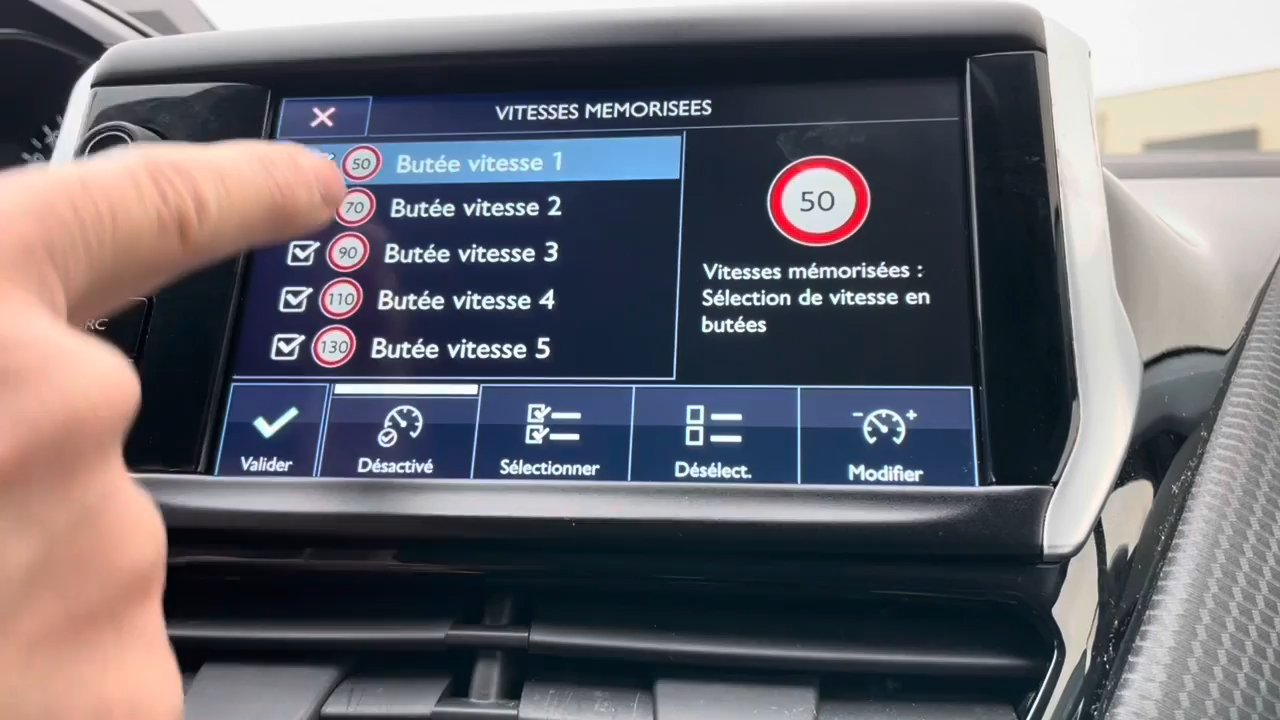 VITESSES MEMORISEES
50 Butée vitesse 1
70 Butée vitesse 2
90 Butée vitesse 3
110 Butée vitesse 4
130 Butée vitesse 5
50
Vitesses mémorisées :
Sélection de vitesse en
butées
Valider
Désactivé
Sélectionner
Désélect.
Modifier
RC